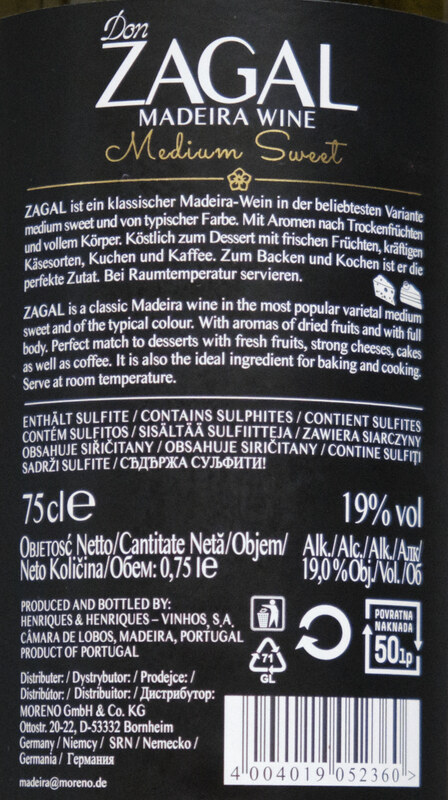 Don
ZAGAL
MADEIRA WINE
Medium Sweet
ZAGAL ist ein klassischer Madeira-Wein in der beliebtesten Variante
medium sweet und von typischer Farbe. Mit Aromen nach Trockenfrüchten
und vollem Körper. Köstlich zum Dessert mit frischen Früchten, kräftigen
Käsesorten, Kuchen und Kaffee. Zum Backen und Kochen ist er die
perfekte Zutat. Bei Raumtemperatur servieren.
ZAGAL is a classic Madeira wine in the most popular varietal medium
sweet and of the typical colour. With aromas of dried fruits and with full
body. Perfect match to desserts with fresh fruits, strong cheeses, cakes
as well as coffee. It is also the ideal ingredient for baking and cooking.
Serve at room temperature.
ENTHÄLT SULFITE / CONTAINS SULPHITES / CONTIENT SULFITES
CONTÉM SULFITOS / SISÄLTÄÄ SULFIITTEJA / ZAWIERA SIARCZYNY
OBSAHUJE SIŘIČITANY / OBSAHUJE SIRIČITANY / CONTINE SULFIŢI
SADRŽI SULFITE / СЪДЪРЖА СУЛФИТИ!
75cl℮ 19% vol
Objetosć Netto/Cantitate Netă/Objem/ Alk./Alc./Alk./Алк/
Neto Količina/Обем: 0,75 l℮ 19,0 % Obj./Vol./Об
PRODUCED AND BOTTLED BY:
HENRIQUES & HENRIQUES – VINHOS, S,A,
CÂMARA DE LOBOS, MADEIRA, PORTUGAL
PRODUCT OF PORTUGAL
71
GL
POVRATNA
NAKNADA
50lp
Distributer: / Dystrybutor: / Prodejce: /
Distribútor: / Distribuitor: / Дистрибутор:
MORENO GmbH & Co. KG
Ottostr. 20-22, D-53332 Bornheim
Germany / Niemcy / SRN / Nemecko /
Germania / Германия
madeira@moreno.de
4 004019 052360 >